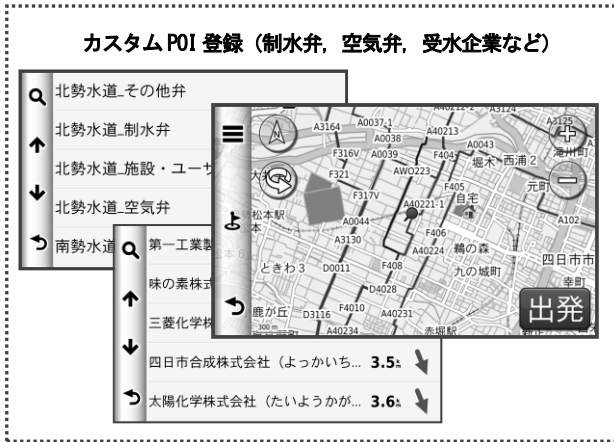 カスタムPOI 登録（制水弁，空気弁，受水企業など）
北勢水道_その他弁
北勢水道_制水弁
北勢水道_施設・ユーザ
北勢水道_空気弁
南勢水道
第一工業製
味の素株式
三菱化学株
四日市合成株式会社（よっかいち... 3.5
太陽化学株式会社（たいようかが... 3.6
A3124
A3164
A0037-1
A0038
A40213
A3125
滝川町
F316V
A0039
F404
A0043
堀木
西浦2
F321
AWO223
元町
F317V
F405
自宅
A40221-1
松本駅
A0044
A102
A3130
F406
A40224
鵜の森
四日市市
ときわ3
D0011
F408
九の城町
幸町
D4028
鹿が丘
D3116
F4010
A40231
出発
300 m
A40234
赤堀駅